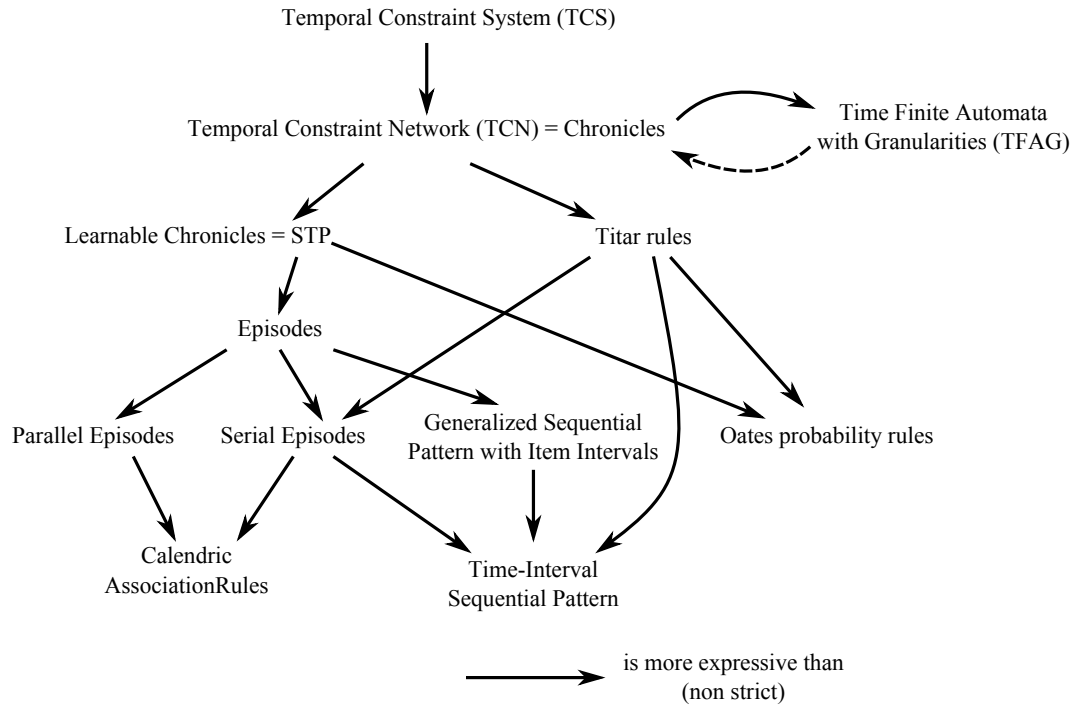 Temporal Constraint System (TCS)
Temporal Constraint Network (TCN) = Chronicles
Time Finite Automata
with Granularities (TFAG)
Learnable Chronicles = STP
Titar rules
Episodes
Parallel Episodes
Serial Episodes
Generalized Sequential
Pattern with Item Intervals
Oates probability rules
Calendric
AssociationRules
Time-Interval
Sequential Pattern
is more expressive than
(non strict)